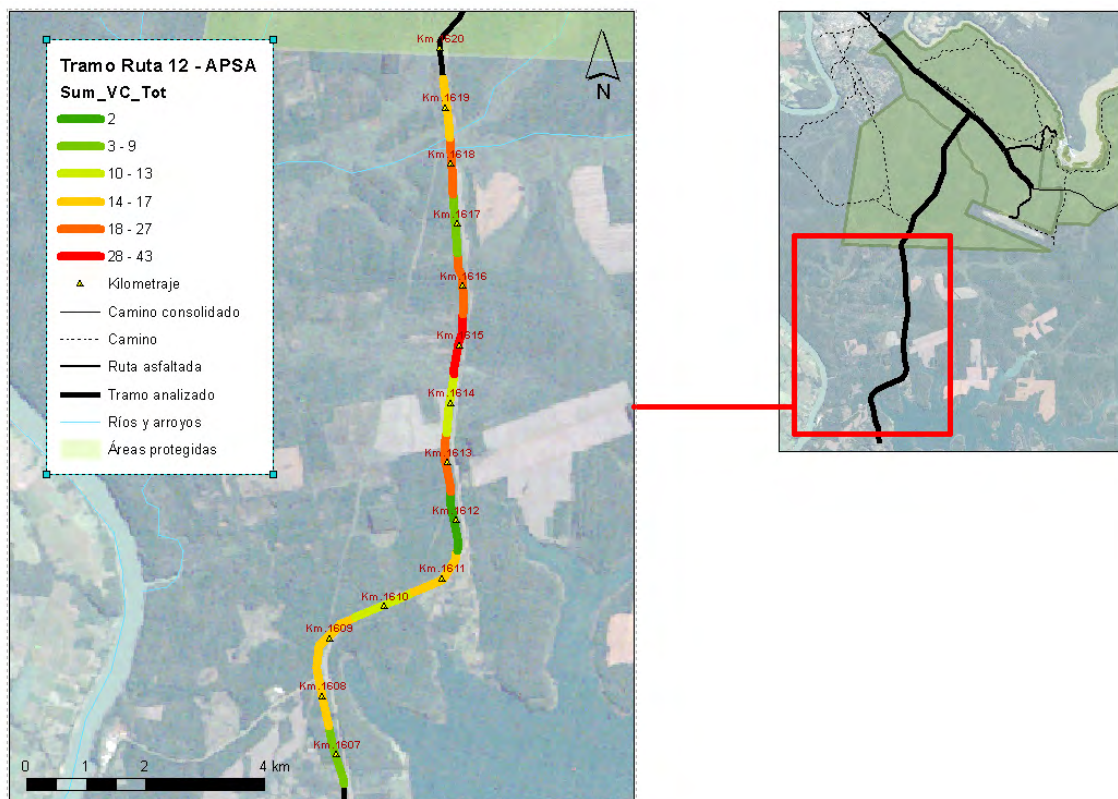 Tramo Ruta 12 - APSA
Sum_VC_Tot
2
3 - 9
10 - 13
14 - 17
18 - 27
28 - 43
Kilometraje
Camino consolidado
Camino
Ruta asfaltada
Tramo analizado
Ríos y arroyos
Áreas protegidas
N
Km.1620
Km.1619
Km.1618
Km.1617
Km.1616
Km.1615
Km.1614
Km.1613
Km.1612
Km.1611
Km.1610
Km.1609
Km.1608
Km.1607
0 1 2 4 km